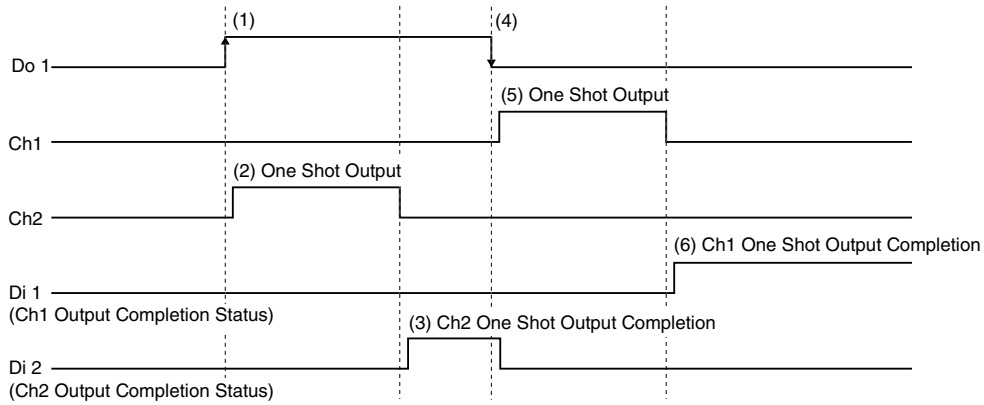 (1)
(4)
Do 1
(5) One Shot Output
Ch1
(2) One Shot Output
Ch2
(6) Ch1 One Shot Output Completion
Di 1
(Ch1 Output Completion Status)
(3) Ch2 One Shot Output Completion
Di 2
(Ch2 Output Completion Status)